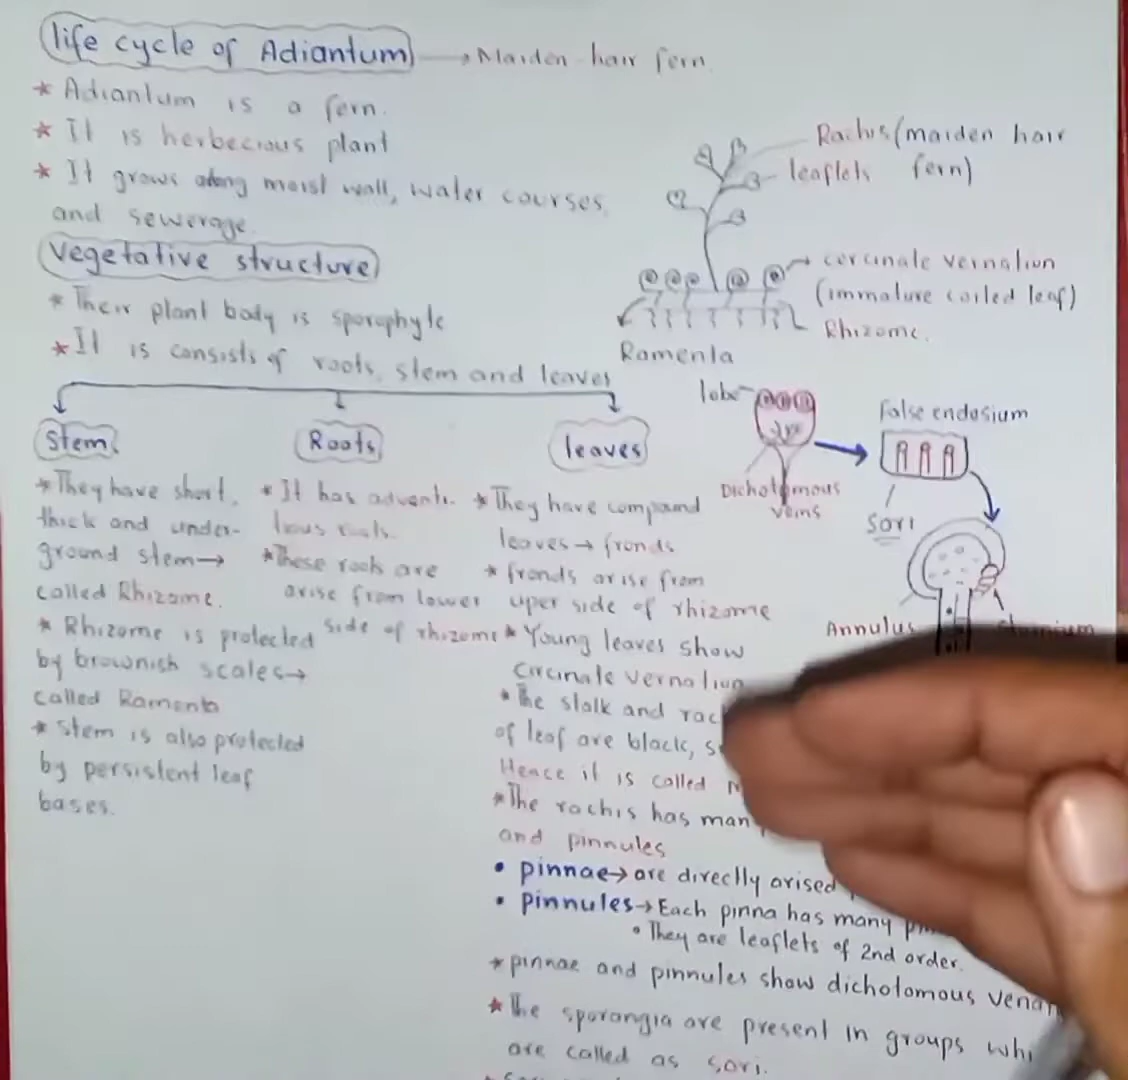 life cycle of Adiantum → Maiden hair fern.
* Adiantum is a fern.
* It is herbecious plant
* It grows along moist wall, water courses,
and sewerage.
Vegetative structure
* Their plant body is sporophyte
* It is consists of roots, stem and leaves
Stem
* They have short,
thick and under-
ground stem →
called Rhizome.
* Rhizome is protected
by brownish scales →
called Ramenta
* Stem is also protected
by persistent leaf
bases.
Roots
* It has adventi-
tious roots.
* These roots are
arise from lower
side of rhizome
leaves
* They have compound
leaves → fronds
* fronds arise from
uper side of rhizome
* Young leaves show
circinate vernation
* The stalk and
of leaf are black,
Hence it is called
* The rachis has many
and pinnules
• pinnae → are directly arised
• pinnules → Each pinna has many
• They are leaflets of 2nd order.
* pinnae and pinnules show dichotomous
* The sporangia are present in groups
are called as sori.
Rachis (maiden hair
fern)
leaflets
corcinale vernation
(immature coiled leaf)
Rhizome.
Ramenta
lobe
Dichotomous
veins
False endosium
Sori
Annulus